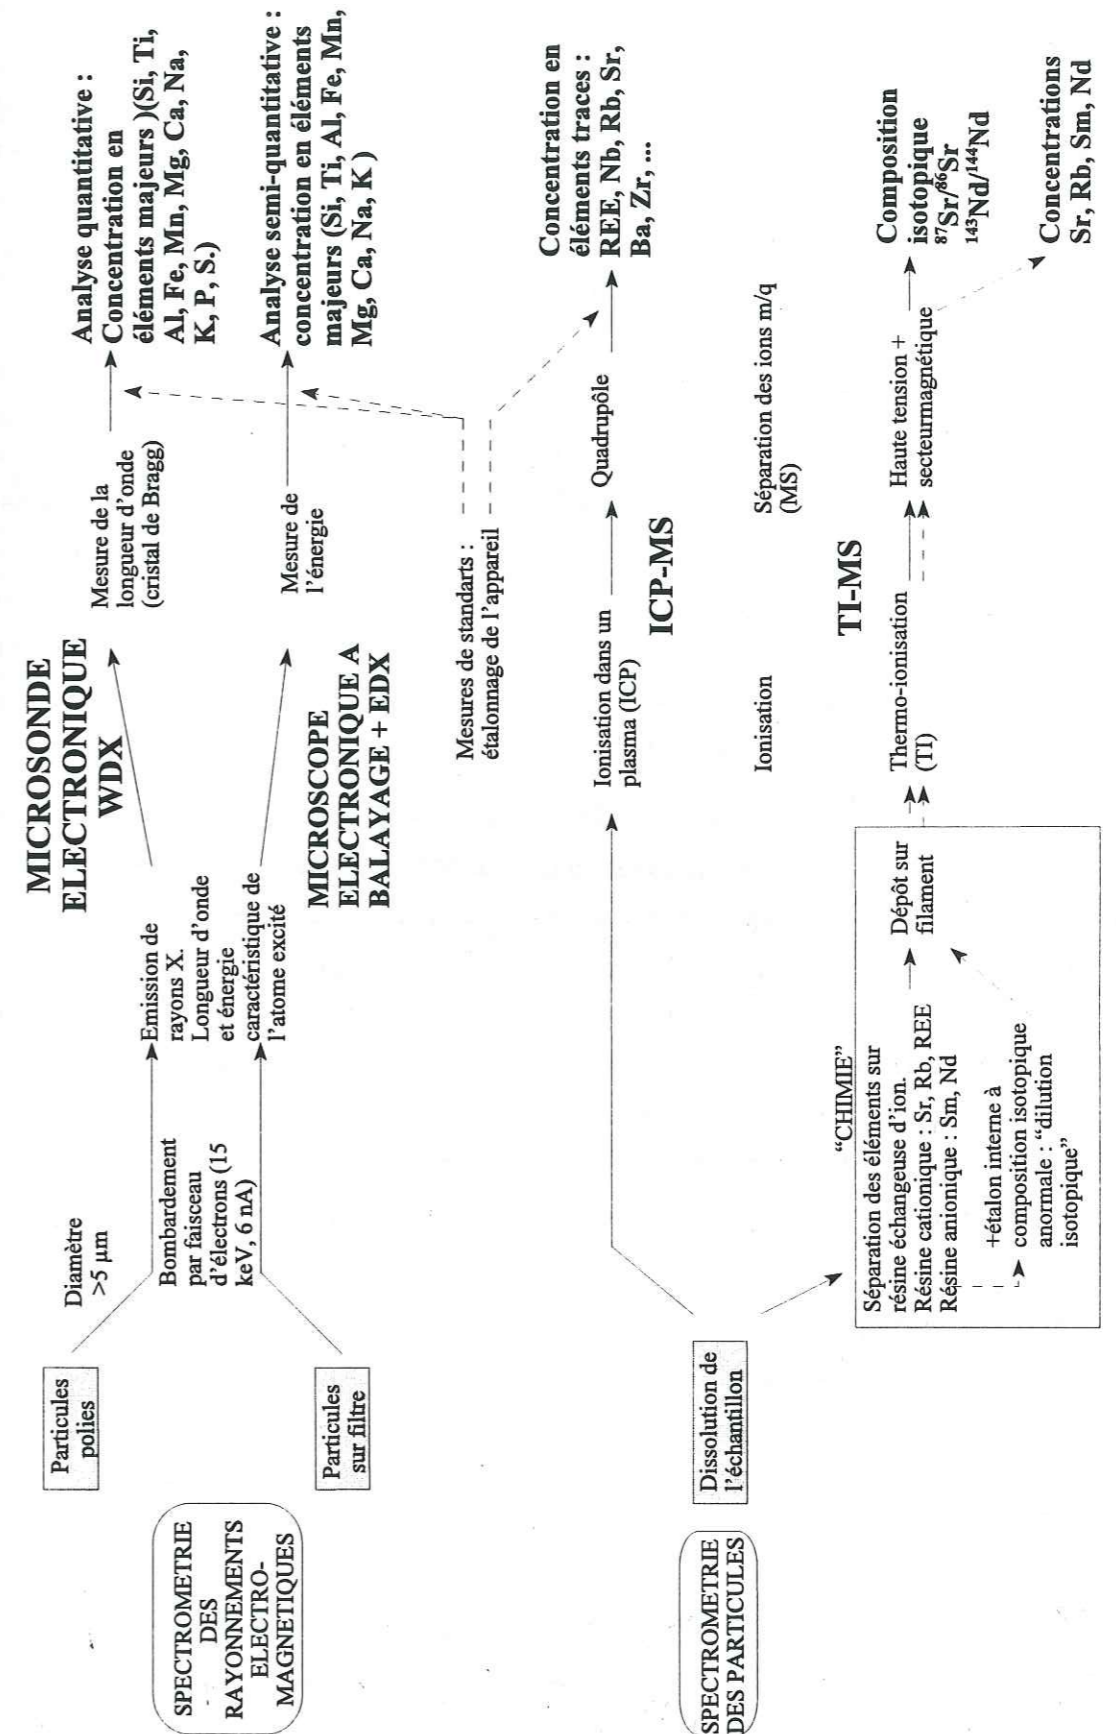 SPECTROMETRIE
DES
RAYONNEMENTS
ELECTRO-
MAGNETIQUES
Particules
polies
Particules
sur filtre
Diamètre
>5 µm
Bombardement
par faisceau
d'électrons (15
keV, 6 nA)
Emission de
rayons X.
Longueur d'onde
et énergie
caractéristique de
l'atome excité
MICROSONDE
ELECTRONIQUE
WDX
MICROSCOPE
ELECTRONIQUE A
BALAYAGE + EDX
Mesure de la
longueur d'onde
(cristal de Bragg)
Mesure de
l'énergie
Analyse quantitative :
Concentration en
éléments majeurs )(Si, Ti,
Al, Fe, Mn, Mg, Ca, Na,
K, P, S.)
Analyse semi-quantitative :
concentration en éléments
majeurs (Si, Ti, Al, Fe, Mn,
Mg, Ca, Na, K )
Mesures de standarts :
étalonnage de l'appareil
SPECTROMETRIE
DES PARTICULES
Dissolution de
l'échantillon
Ionisation dans un
plasma (ICP)
Quadrupôle
Concentration en
éléments traces :
REE, Nb, Rb, Sr,
Ba, Zr, ...
ICP-MS
Ionisation
Séparation des ions m/q
(MS)
TI-MS
"CHIMIE"
Séparation des éléments sur
résine échangeuse d'ion.
Résine cationique : Sr, Rb, REE
Résine anionique : Sm, Nd
+étalon interne à
composition isotopique
anormale : "dilution
isotopique"
Dépôt sur
filament
Thermo-ionisation
(TI)
Haute tension +
secteurmagnétique
Composition
isotopique
⁸⁷Sr/⁸⁶Sr
¹⁴³Nd/¹⁴⁴Nd
Concentrations
Sr, Rb, Sm, Nd